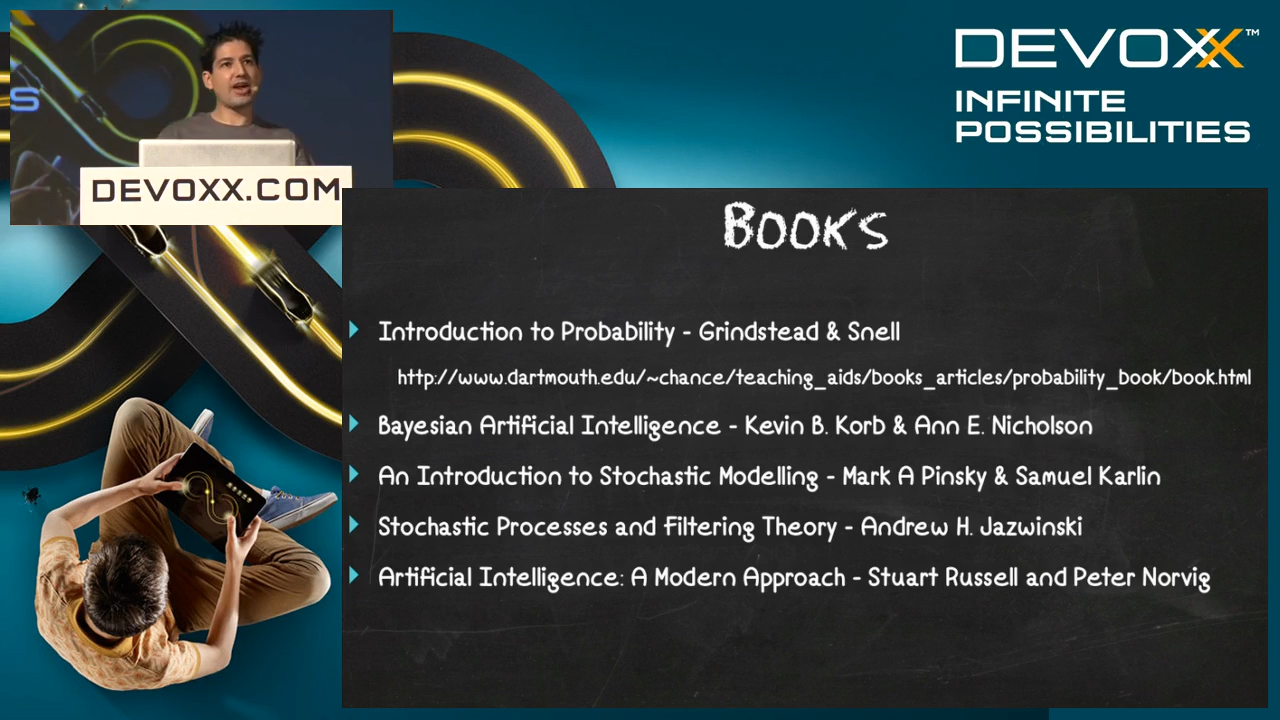 DEVOXX™
INFINITE
POSSIBILITIES
S
DEVOXX.COM
BOOKS
Introduction to Probability - Grindstead & Snell
http://www.dartmouth.edu/~chance/teaching_aids/books_articles/probability_book/book.html
Bayesian Artificial Intelligence - Kevin B. Korb & Ann E. Nicholson
An Introduction to Stochastic Modelling - Mark A Pinsky & Samuel Karlin
Stochastic Processes and Filtering Theory - Andrew H. Jazwinski
Artificial Intelligence: A Modern Approach - Stuart Russell and Peter Norvig